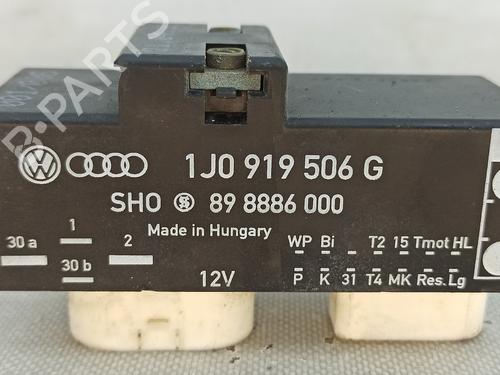 B-PARTS
1J0 919 506 G
SHO 89 8886 000
Made in Hungary
30 a 1 2
30 b
12V
WP Bi T2 15 Tmot HL
P K 31 T4 MK Res. Lg